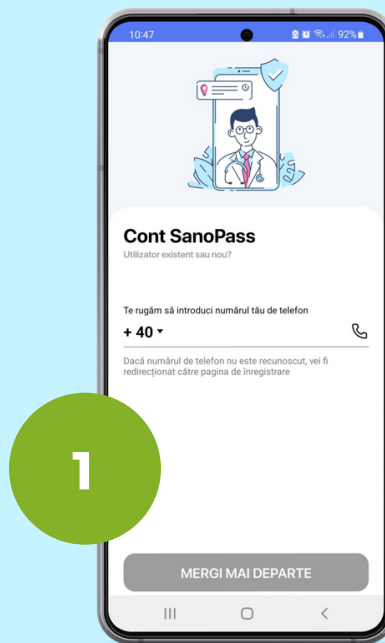 10:47
92%
Cont SanoPass
Utilizator existent sau nou?
Te rugăm să introduci numărul tău de telefon
+ 40
Dacă numărul de telefon nu este recunoscut, vei fi
redirecționat către pagina de înregistrare
1
MERGI MAI DEPARTE